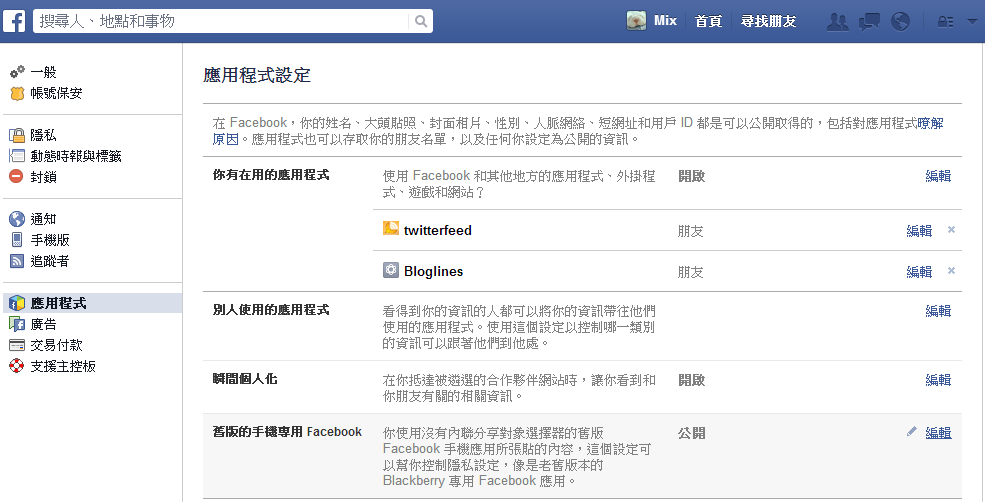 搜尋人、地點和事物
Mix 首頁 尋找朋友
一般
帳號保安
隱私
動態時報與標籤
封鎖
通知
手機版
追蹤者
應用程式
廣告
交易付款
支援主控板
應用程式設定
在 Facebook，你的姓名、大頭貼照、封面相片、性別、人脈網絡、短網址和用戶 ID 都是可以公開取得的，包括對應用程式瞭解
原因。應用程式也可以存取你的朋友名單，以及任何你設定為公開的資訊。
你有在用的應用程式
使用 Facebook 和其他地方的應用程式、外掛程
式、遊戲和網站？
開啟
編輯
twitterfeed 朋友 編輯 ×
Bloglines 朋友 編輯 ×
別人使用的應用程式
看得到你的資訊的人都可以將你的資訊帶往他們
使用的應用程式。使用這個設定以控制哪一類別
的資訊可以跟著他們到他處。
編輯
瞬間個人化
在你抵達被遴選的合作夥伴網站時，讓你看到和
你朋友有關的相關資訊。
開啟
編輯
舊版的手機專用 Facebook
你使用沒有內聯分享對象選擇器的舊版
Facebook 手機應用所張貼的內容，這個設定可
以幫你控制隱私設定，像是老舊版本的
Blackberry 專用 Facebook 應用。
公開
編輯